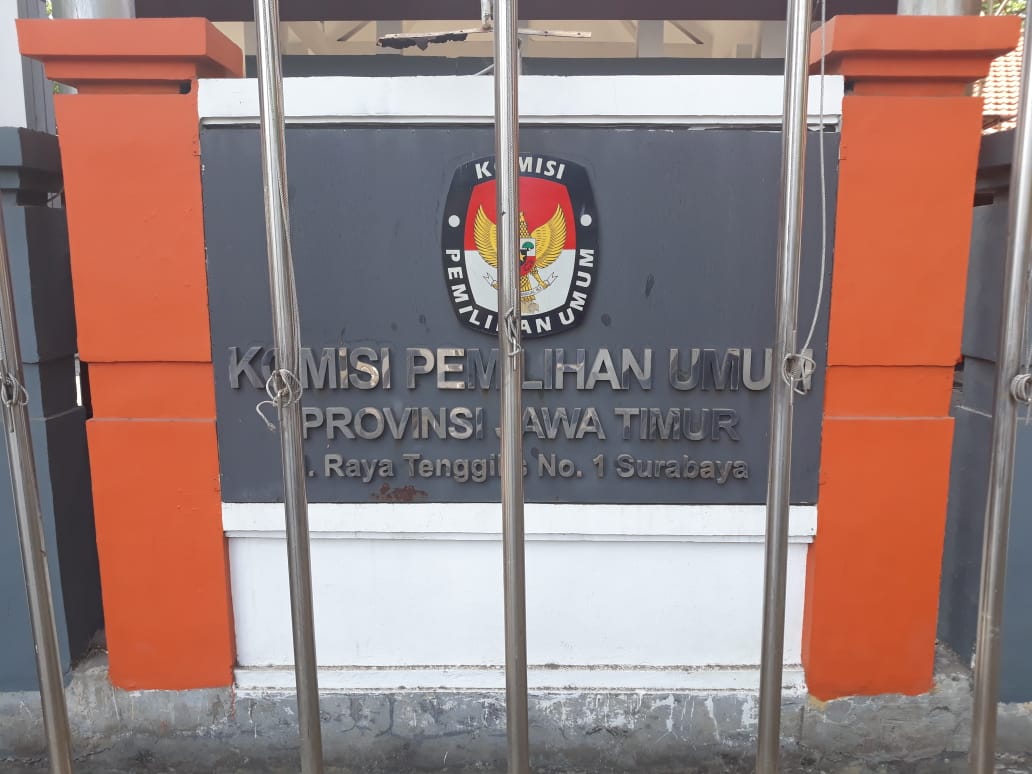 KOMISI
PEMILIHAN UMUM
KOMISI PEMILIHAN UMUM
PROVINSI JAWA TIMUR
Raya Tenggilis No. 1 Surabaya